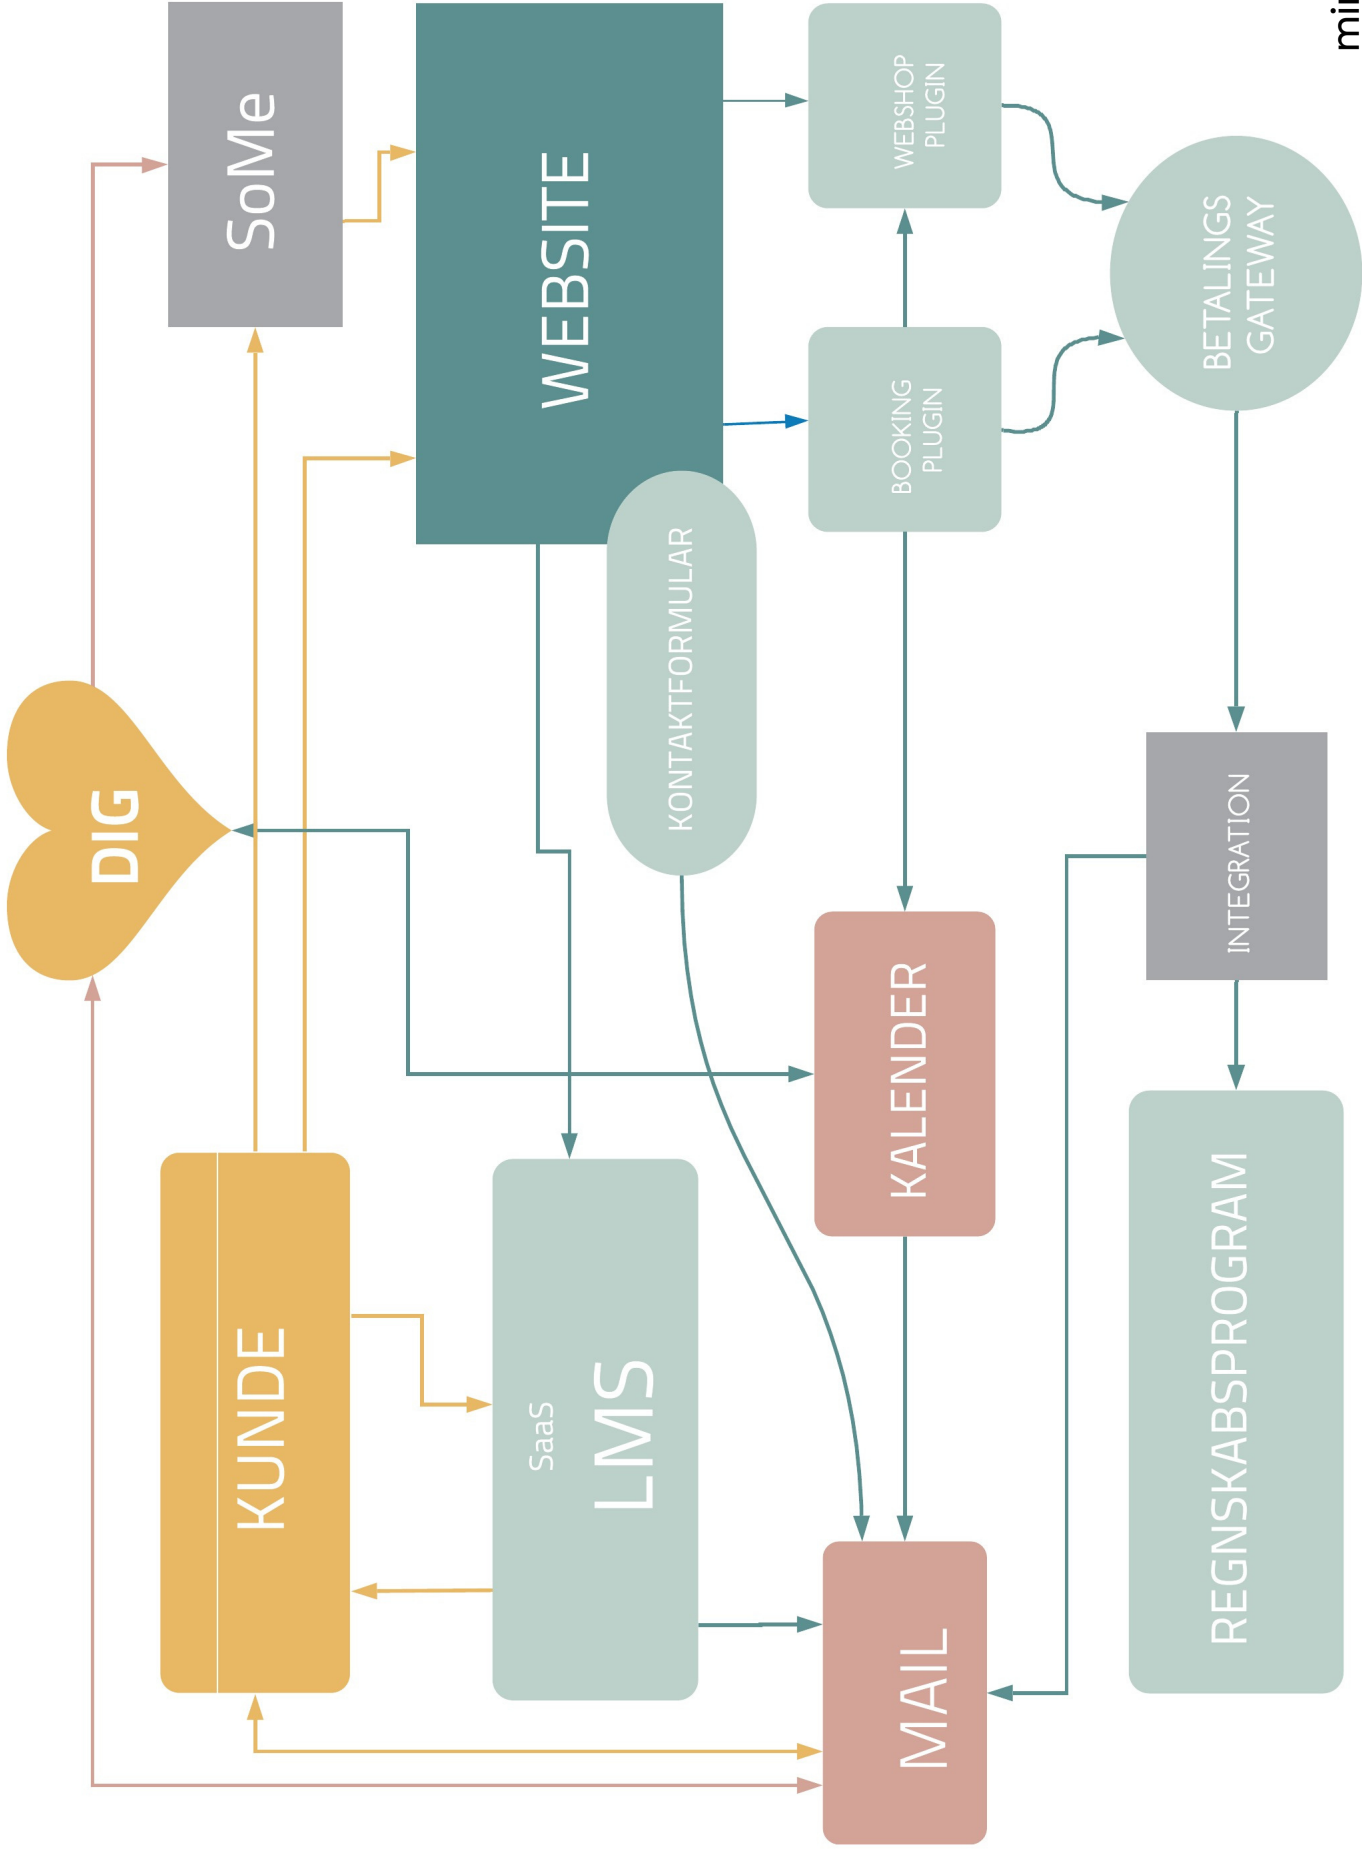 DIG
KUNDE
SoMe
SaaS
LMS
WEBSITE
KONTAKTFORMULAR
MAIL
KALENDER
BOOKING
PLUGIN
WEBSHOP
PLUGIN
REGNSKABSPROGRAM
INTEGRATION
BETALINGS
GATEWAY